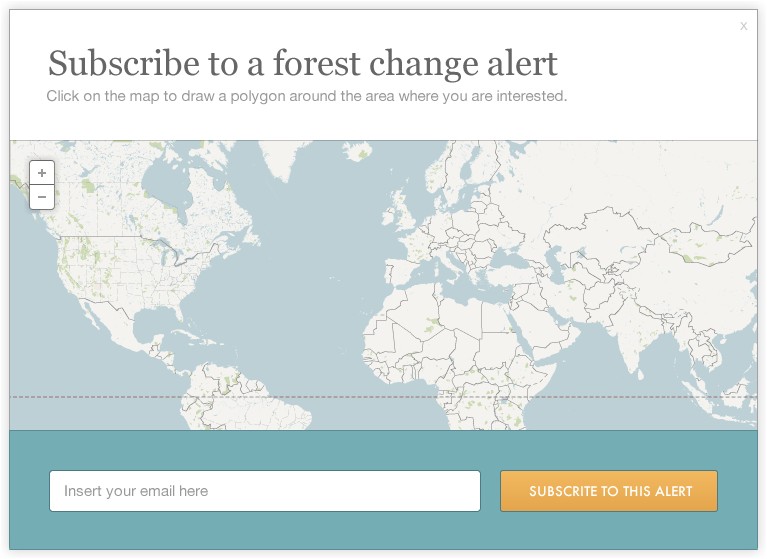 x
Subscribe to a forest change alert
Click on the map to draw a polygon around the area where you are interested.
+
−
Insert your email here
SUBSCRITE TO THIS ALERT